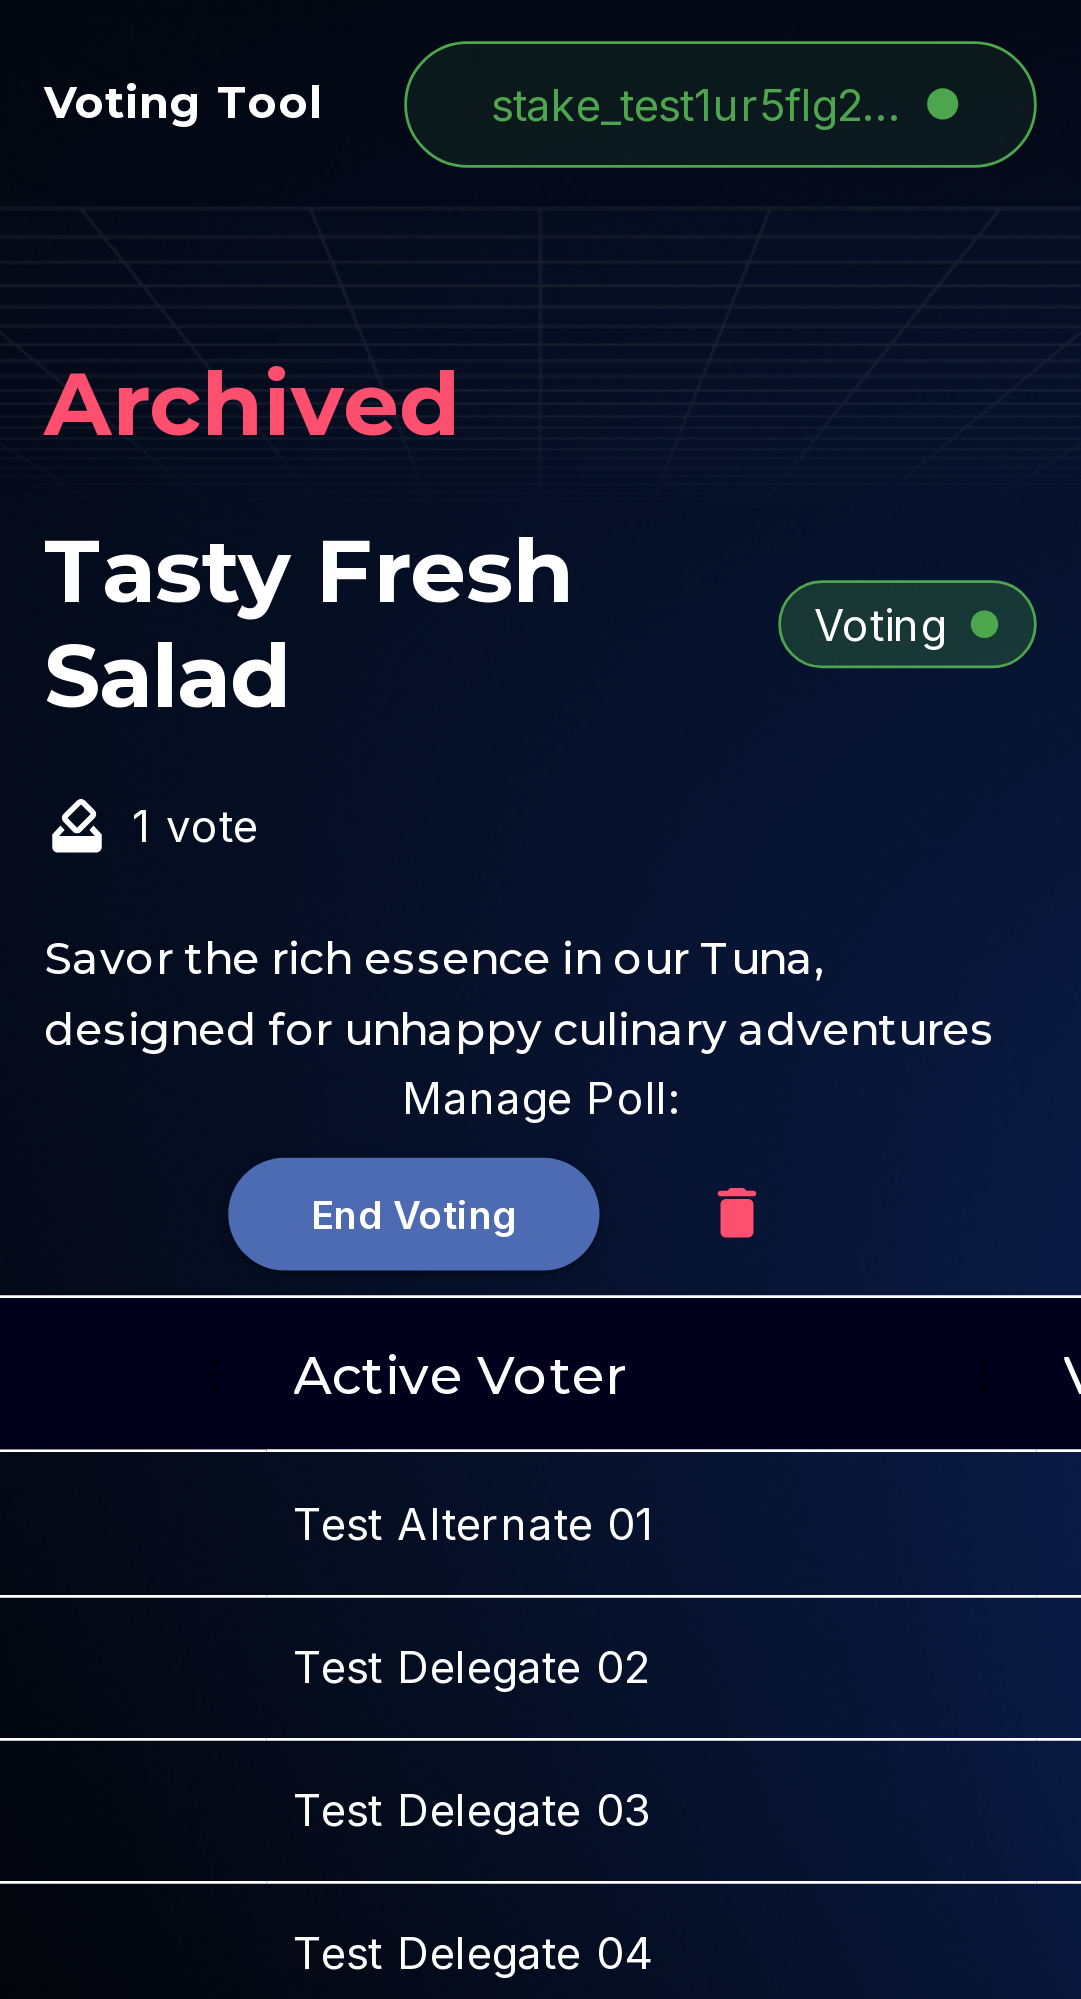 Voting Tool
stake_test1ur5flg2...
Archived
Tasty Fresh
Salad
Voting
1 vote
Savor the rich essence in our Tuna,
designed for unhappy culinary adventures
Manage Poll:
End Voting
Active Voter
Test Alternate 01
Test Delegate 02
Test Delegate 03
Test Delegate 04